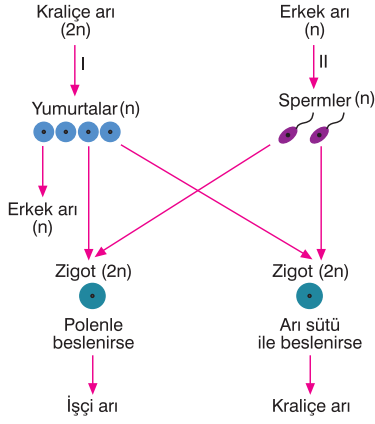 Kraliçe arı
(2n)
Erkek arı
(n)
I
II
Yumurtalar (n)
Spermler (n)
Erkek arı
(n)
Zigot (2n)
Zigot (2n)
Polenle
beslenirse
Arı sütü
ile beslenirse
İşçi arı
Kraliçe arı